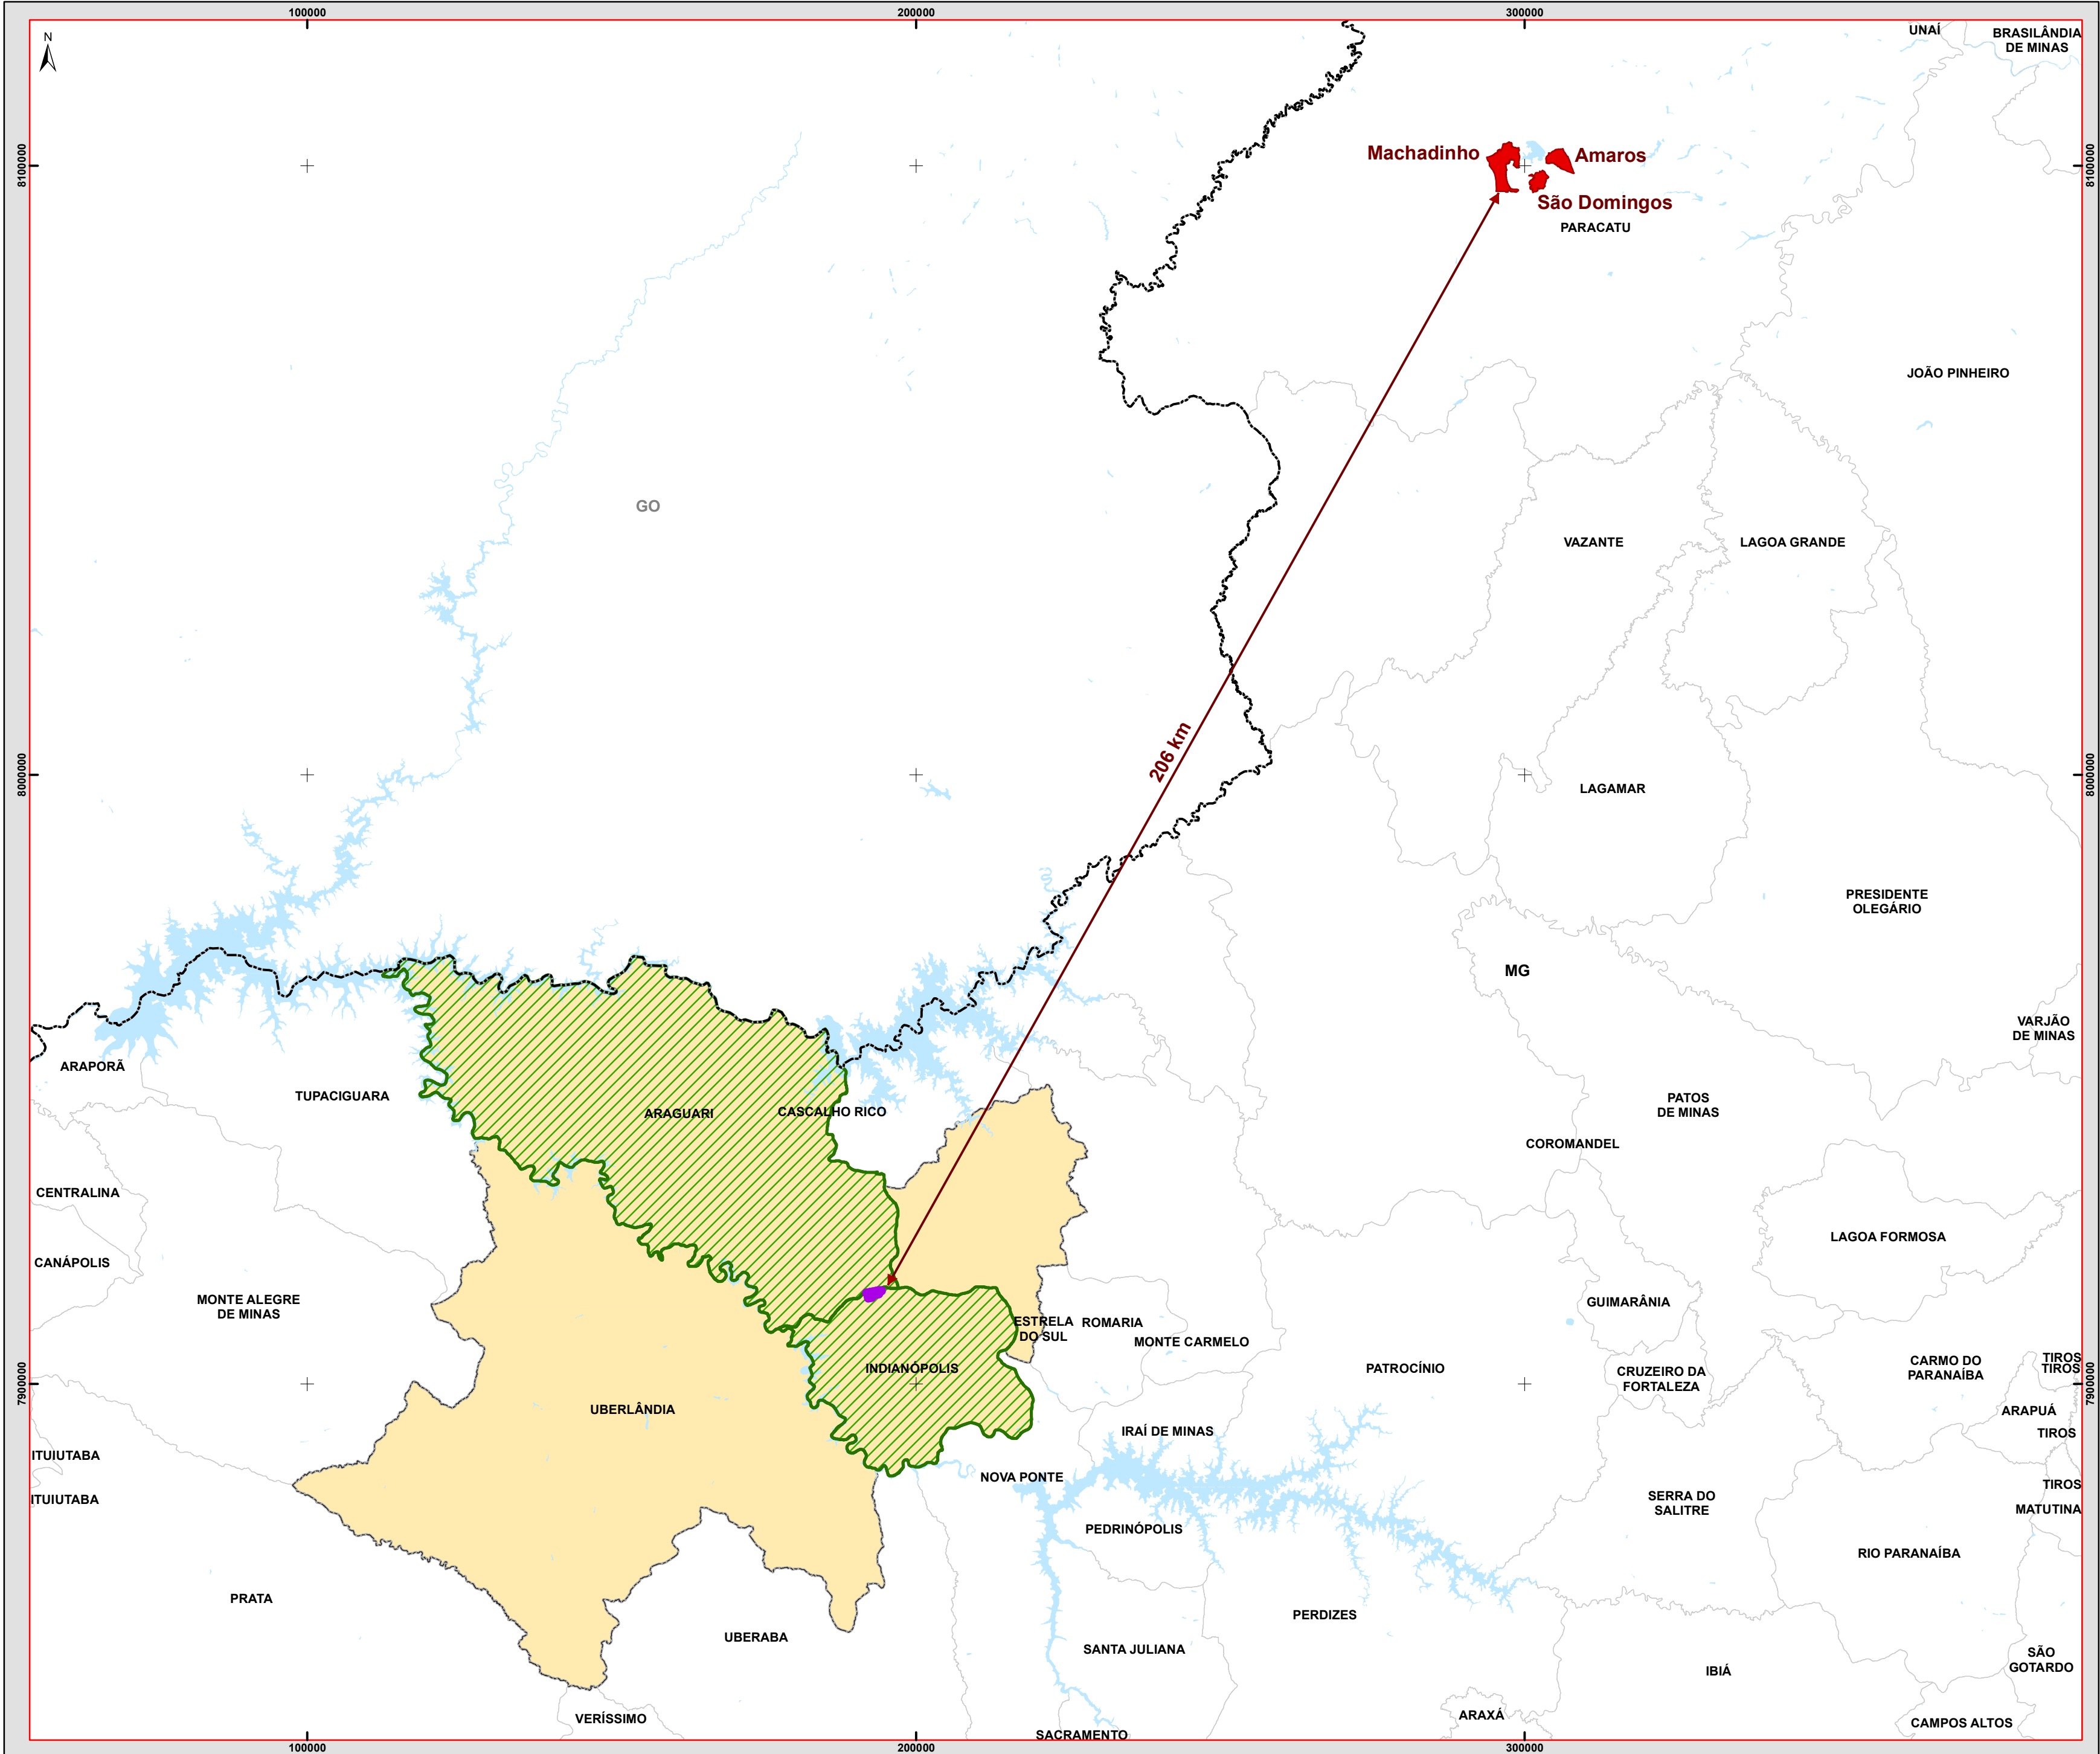 100000
200000
300000
N
UNAÍ
BRASILÂNDIA
DE MINAS
8100000
8100000
Machadinho
Amaros
São Domingos
PARACATU
JOÃO PINHEIRO
GO
VAZANTE
LAGOA GRANDE
206 km
8000000
8000000
LAGAMAR
PRESIDENTE
OLEGÁRIO
MG
VARJÃO
DE MINAS
ARAPORÃ
TUPACIGUARA
ARAGUARI
CASCALHO RICO
PATOS
DE MINAS
COROMANDEL
CENTRALINA
LAGOA FORMOSA
CANÁPOLIS
MONTE ALEGRE
DE MINAS
GUIMARÂNIA
ESTRELA
DO SUL
ROMARIA
MONTE CARMELO
INDIANÓPOLIS
PATROCÍNIO
CRUZEIRO DA
FORTALEZA
CARMO DO
PARANAÍBA
TIROS
TIROS
7900000
7900000
UBERLÂNDIA
ARAPUÁ
IRAÍ DE MINAS
TIROS
ITUIUTABA
NOVA PONTE
TIROS
ITUIUTABA
SERRA DO
SALITRE
MATUTINA
PEDRINÓPOLIS
RIO PARANAÍBA
PRATA
PERDIZES
UBERABA
SANTA JULIANA
SÃO
GOTARDO
IBIÁ
VERÍSSIMO
ARAXÁ
CAMPOS ALTOS
SACRAMENTO
100000
200000
300000